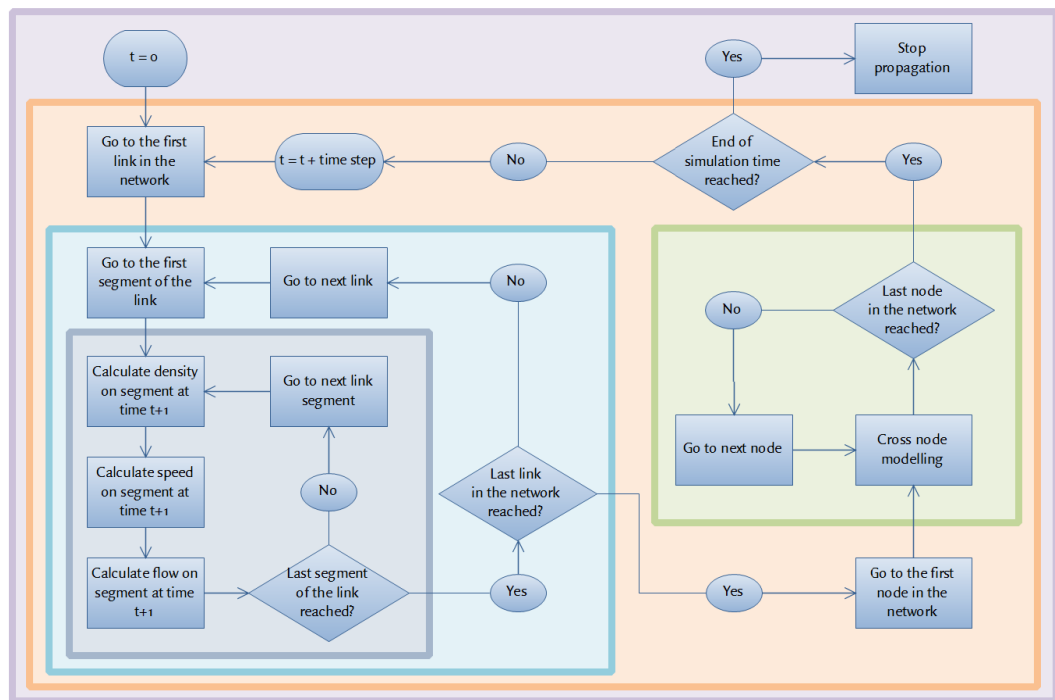 t = 0
Yes
Stop
propagation
Go to the first
link in the
network
t = t + time step
No
End of
simulation time
reached?
Yes
Go to the first
segment of the
link
Go to next link
No
Last node
in the network
reached?
No
Calculate density
on segment at
time t+1
Go to next link
segment
Go to next node
Cross node
modelling
Calculate speed
on segment at
time t+1
No
Last link
in the network
reached?
Calculate flow on
segment at time
t+1
Last segment
of the link
reached?
Yes
Yes
Go to the first
node in the
network